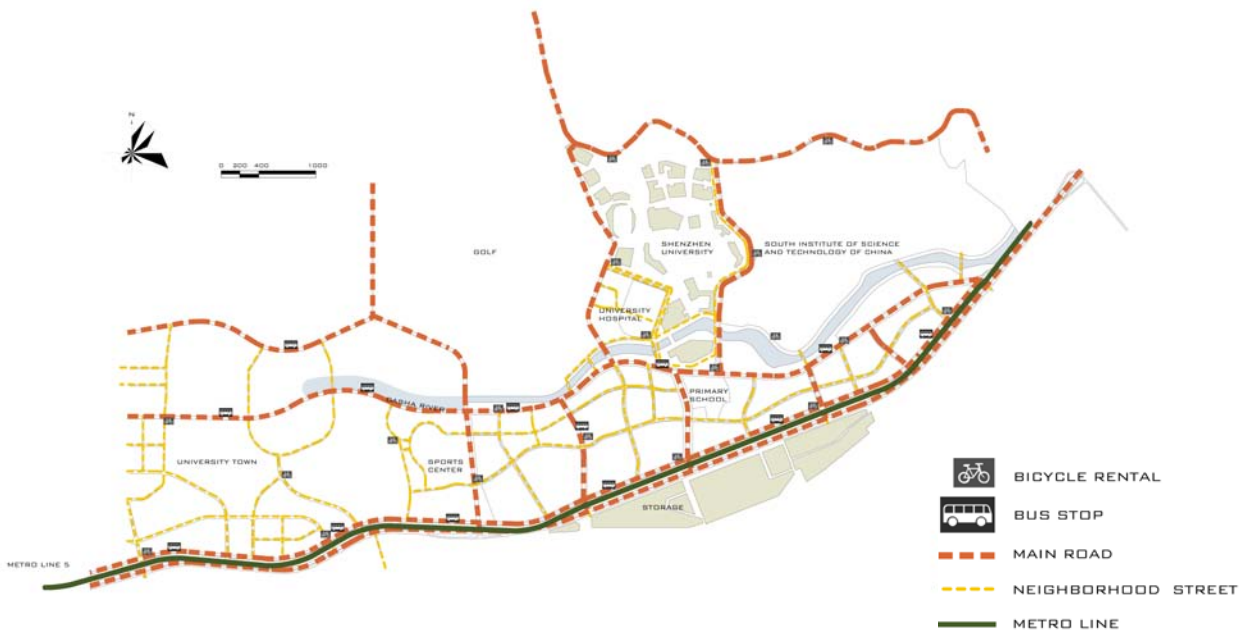 N
0 200 400 1000
GOLF
SHENZHEN
UNIVERSITY
SOUTH INSTITUTE OF SCIENCE
AND TECHNOLOGY OF CHINA
UNIVERSITY
HOSPITAL
DASHA RIVER
PRIMARY
SCHOOL
UNIVERSITY TOWN
SPORTS
CENTER
STORAGE
METRO LINE 5
BICYCLE RENTAL
BUS STOP
MAIN ROAD
NEIGHBORHOOD STREET
METRO LINE